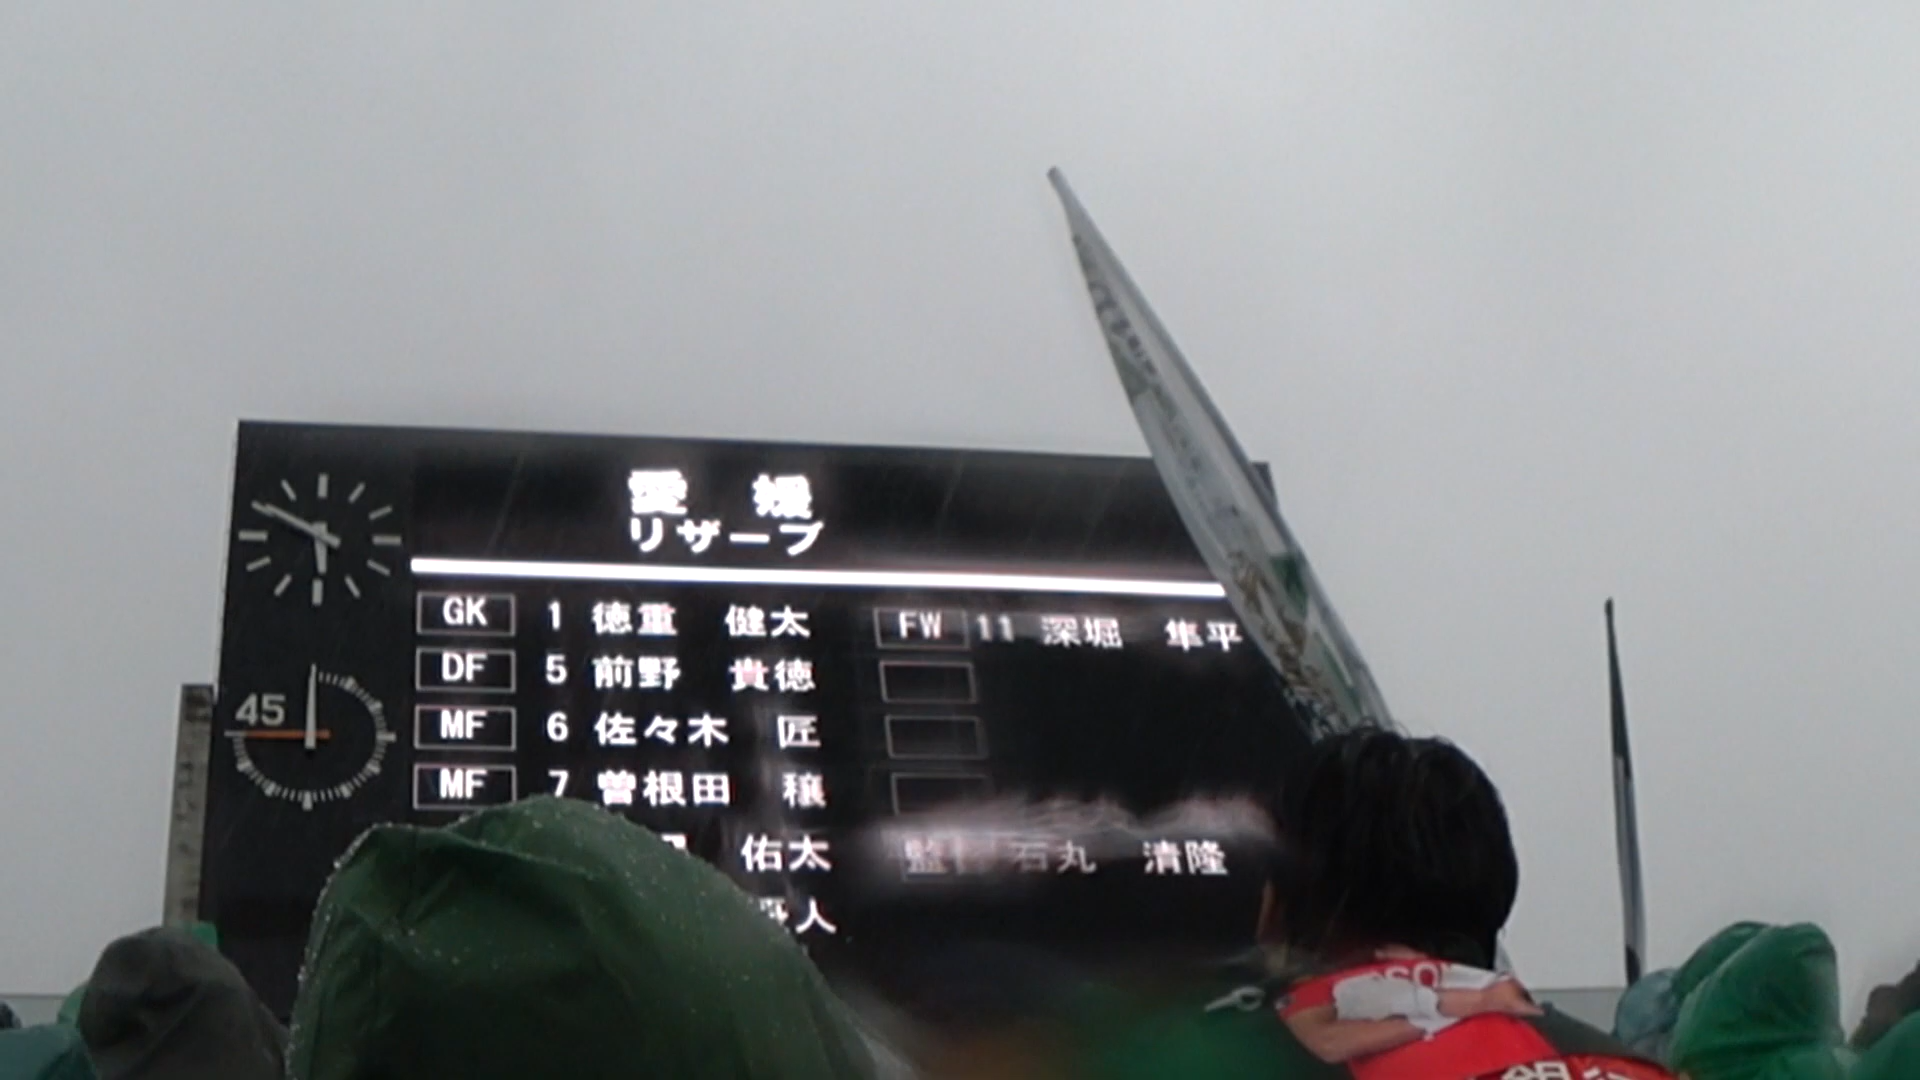 愛媛
リザーブ
GK 1 徳重 健太 FW 11 深堀 隼平
DF 5 前野 貴徳
MF 6 佐々木 匠
MF 7 曽根田 穣
佑太 監督 石丸 清隆
人
45